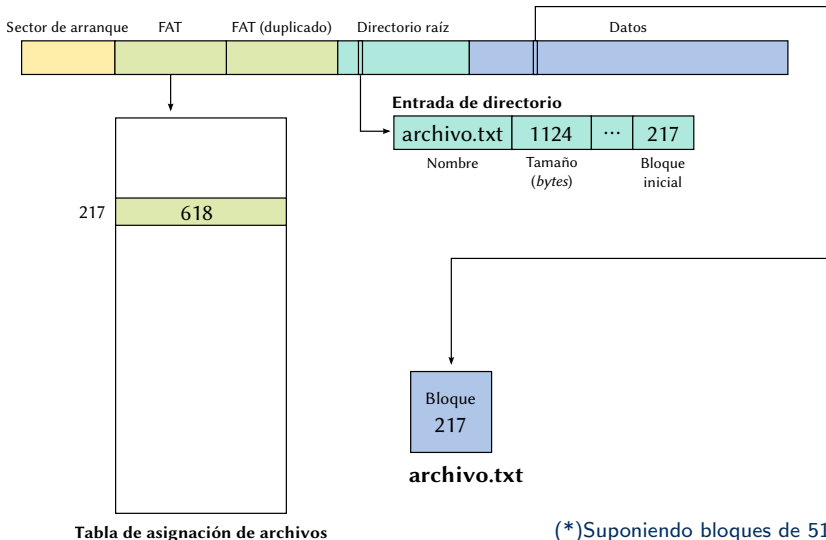 Sector de arranque FAT FAT (duplicado) Directorio raíz Datos
Entrada de directorio
archivo.txt 1124 ... 217
Nombre Tamaño (bytes) Bloque inicial
217 618
Bloque
217
archivo.txt
Tabla de asignación de archivos
(*)Suponiendo bloques de 51